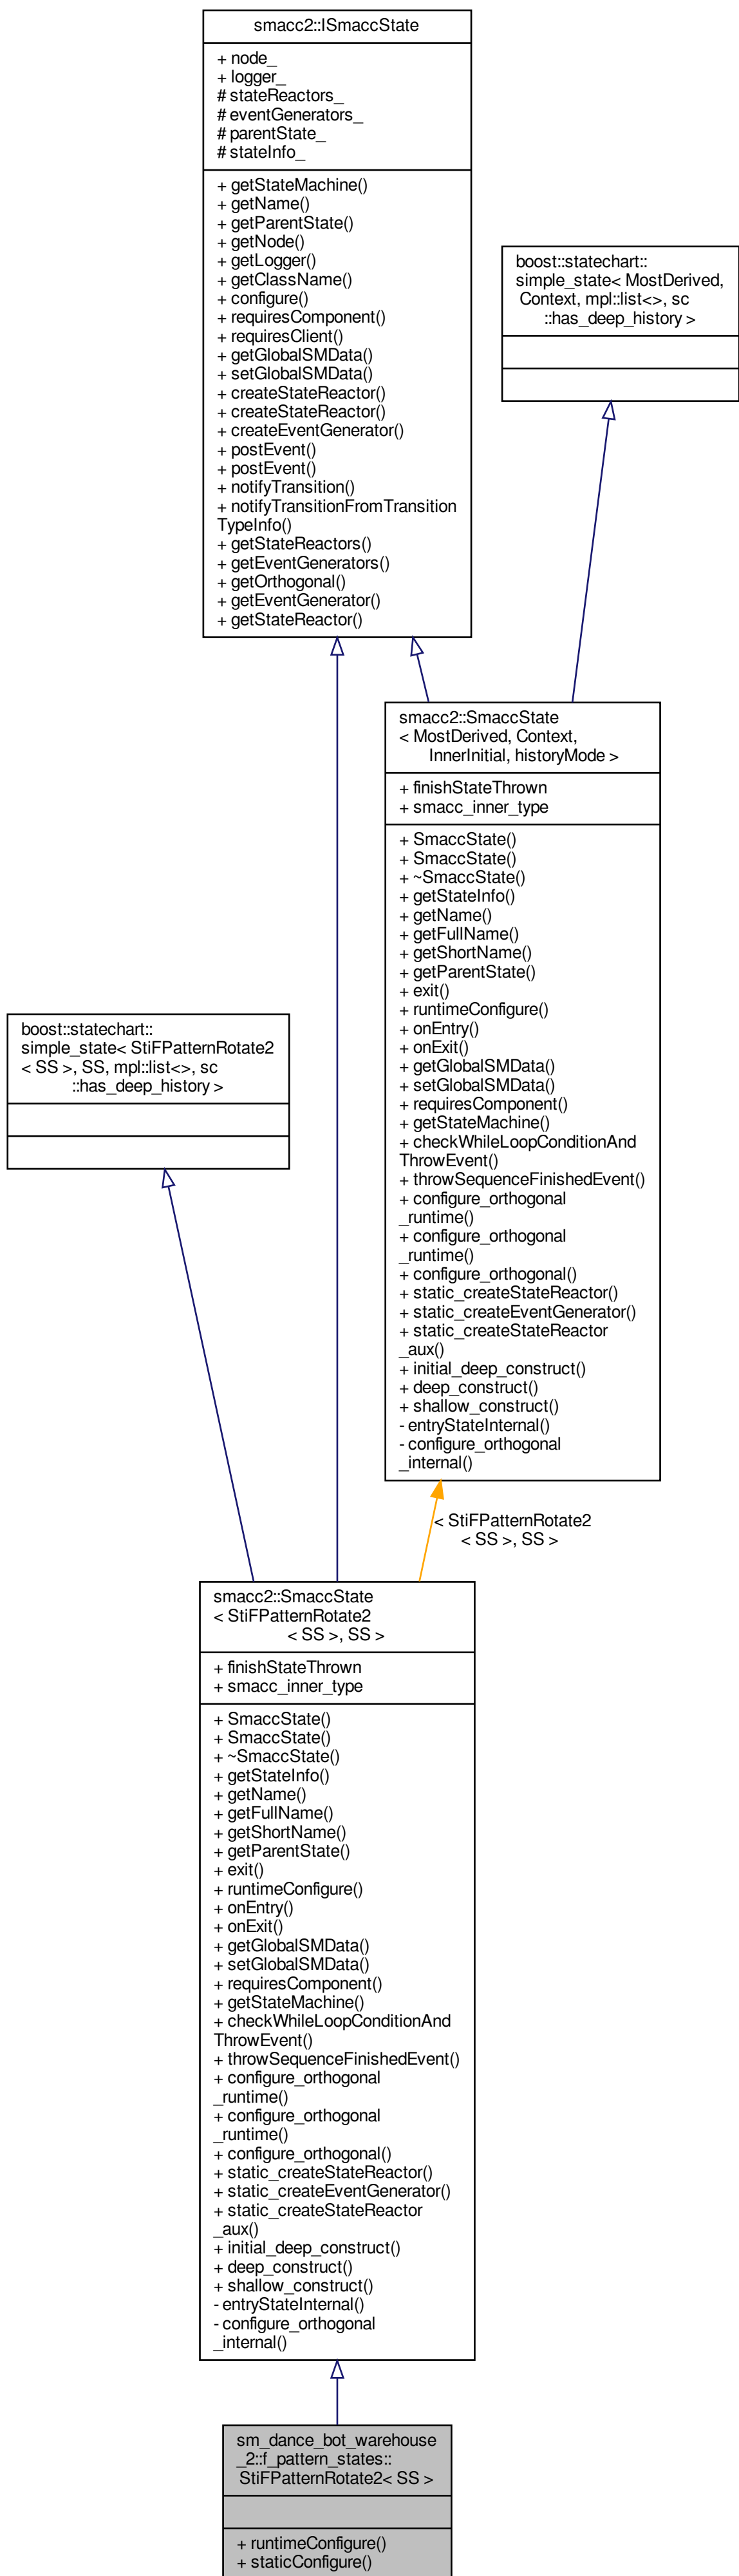 smacc2::ISmaccState
+ node_
+ logger_
# stateReactors_
# eventGenerators_
# parentState_
# stateInfo_
+ getStateMachine()
+ getName()
+ getParentState()
+ getNode()
+ getLogger()
+ getClassName()
+ configure()
+ requiresComponent()
+ requiresClient()
+ getGlobalSMData()
+ setGlobalSMData()
+ createStateReactor()
+ createStateReactor()
+ createEventGenerator()
+ postEvent()
+ postEvent()
+ notifyTransition()
+ notifyTransitionFromTransition
TypeInfo()
+ getStateReactors()
+ getEventGenerators()
+ getOrthogonal()
+ getEventGenerator()
+ getStateReactor()
boost::statechart::
simple_state< MostDerived,
Context, mpl::list<>, sc
::has_deep_history >
smacc2::SmaccState
< MostDerived, Context,
InnerInitial, historyMode >
+ finishStateThrown
+ smacc_inner_type
+ SmaccState()
+ SmaccState()
+ ~SmaccState()
+ getStateInfo()
+ getName()
+ getFullName()
+ getShortName()
+ getParentState()
+ exit()
+ runtimeConfigure()
+ onEntry()
+ onExit()
+ getGlobalSMData()
+ setGlobalSMData()
+ requiresComponent()
+ getStateMachine()
+ checkWhileLoopConditionAnd
ThrowEvent()
+ throwSequenceFinishedEvent()
+ configure_orthogonal
_runtime()
+ configure_orthogonal
_runtime()
+ configure_orthogonal()
+ static_createStateReactor()
+ static_createEventGenerator()
+ static_createStateReactor
_aux()
+ initial_deep_construct()
+ deep_construct()
+ shallow_construct()
- entryStateInternal()
- configure_orthogonal
_internal()
boost::statechart::
simple_state< StiFPatternRotate2
< SS >, SS, mpl::list<>, sc
::has_deep_history >
< StiFPatternRotate2
< SS >, SS >
smacc2::SmaccState
< StiFPatternRotate2
< SS >, SS >
+ finishStateThrown
+ smacc_inner_type
+ SmaccState()
+ SmaccState()
+ ~SmaccState()
+ getStateInfo()
+ getName()
+ getFullName()
+ getShortName()
+ getParentState()
+ exit()
+ runtimeConfigure()
+ onEntry()
+ onExit()
+ getGlobalSMData()
+ setGlobalSMData()
+ requiresComponent()
+ getStateMachine()
+ checkWhileLoopConditionAnd
ThrowEvent()
+ throwSequenceFinishedEvent()
+ configure_orthogonal
_runtime()
+ configure_orthogonal
_runtime()
+ configure_orthogonal()
+ static_createStateReactor()
+ static_createEventGenerator()
+ static_createStateReactor
_aux()
+ initial_deep_construct()
+ deep_construct()
+ shallow_construct()
- entryStateInternal()
- configure_orthogonal
_internal()
sm_dance_bot_warehouse
_2::f_pattern_states::
StiFPatternRotate2< SS >
+ runtimeConfigure()
+ staticConfigure()